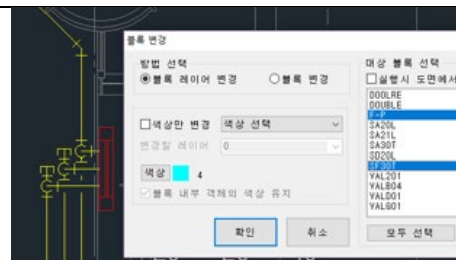 블록 변경
방법 선택
블록 레이어 변경 블록 변경
색상만 변경 색상 선택
변경할 레이어 0
색상 4
블록 내부 객체의 색상 유지
확인 취소
대상 블록 선택
실행시 도면에서
DOOLRE
DOUBLE
F-P
SA20L
SA21L
SA30T
SD20L
SF30T
VAL201
VALB04
VALD01
VALG01
모두 선택